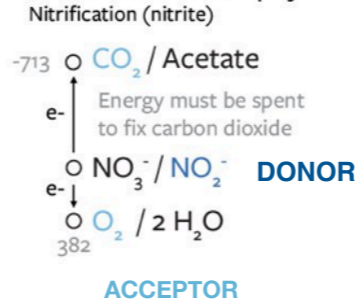 Nitrification (nitrite)
-713 CO₂ / Acetate
e-
Energy must be spent
to fix carbon dioxide
NO₃⁻ / NO₂⁻ DONOR
e-
O₂ / 2 H₂O
382
ACCEPTOR